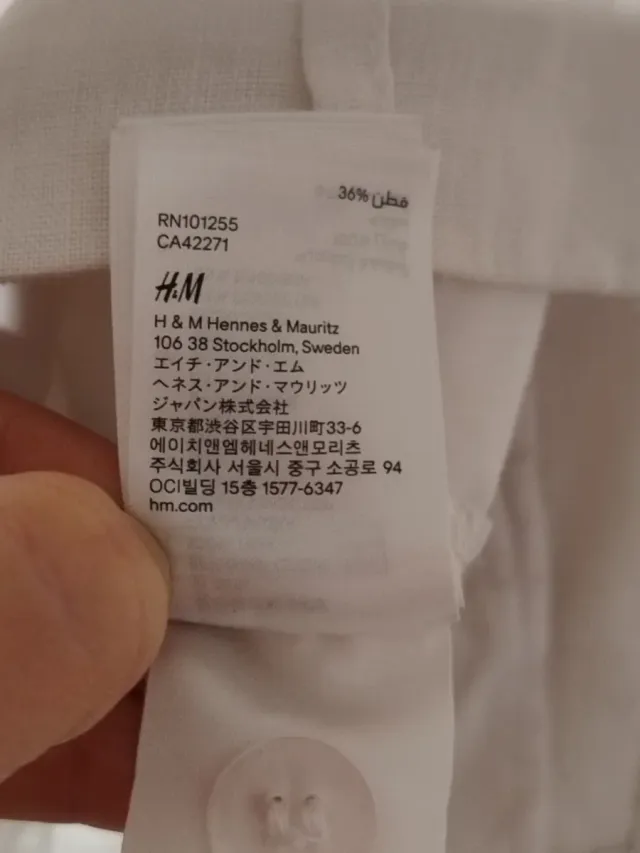 قطن %36
RN101255
CA42271
H&M
H & M Hennes & Mauritz
106 38 Stockholm, Sweden
エイチ・アンド・エム
ヘネス・アンド・マウリッツ
ジャパン株式会社
東京都渋谷区宇田川町33-6
에이치앤엠헤네스앤모리츠
주식회사 서울시 중구 소공로 94
OCI빌딩 15층 1577-6347
hm.com